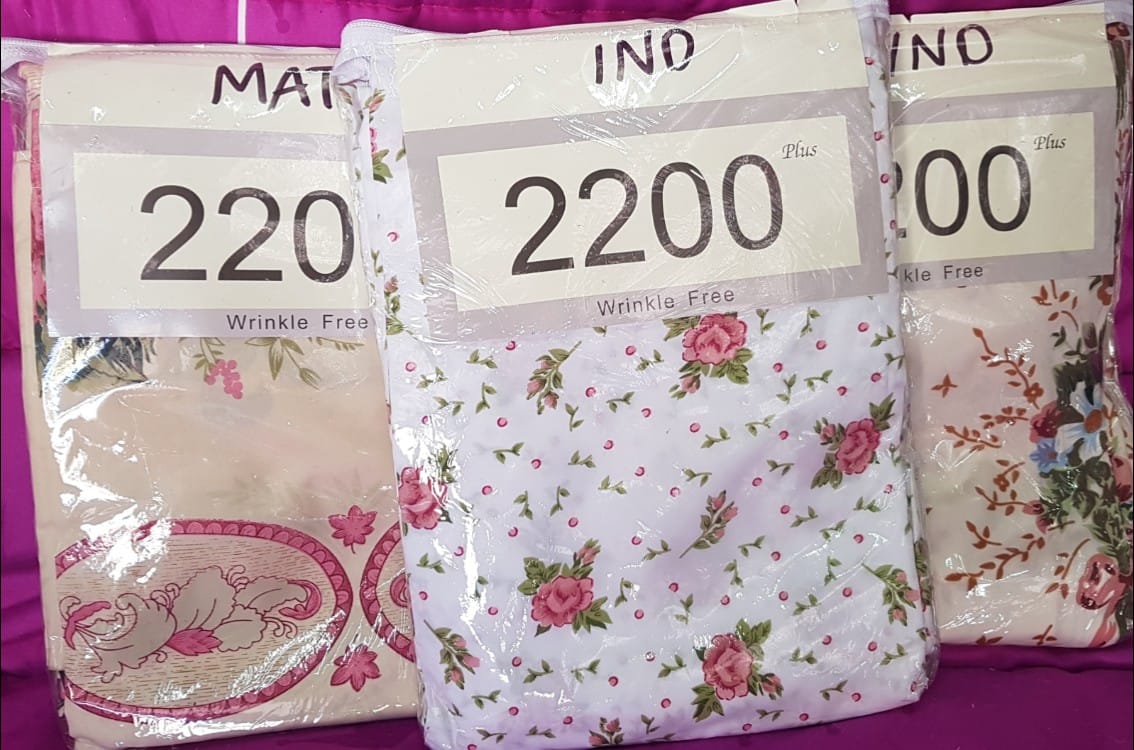 MAT
220
Wrinkle Free
IND
2200 Plus
Wrinkle Free
IND
200 Plus
kle Free